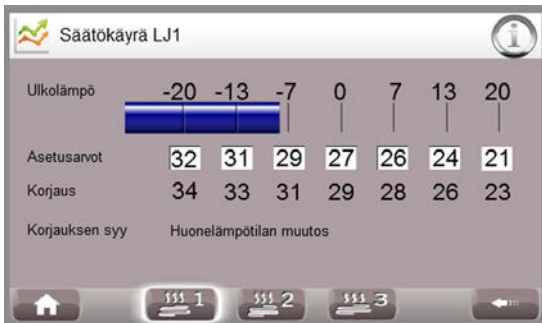 Säätökäyrä LJ1
Ulkolämpö -20 -13 -7 0 7 13 20
Asetusarvot 32 31 29 27 26 24 21
Korjaus 34 33 31 29 28 26 23
Korjauksen syy Huonelämpötilan muutos
1 2 3